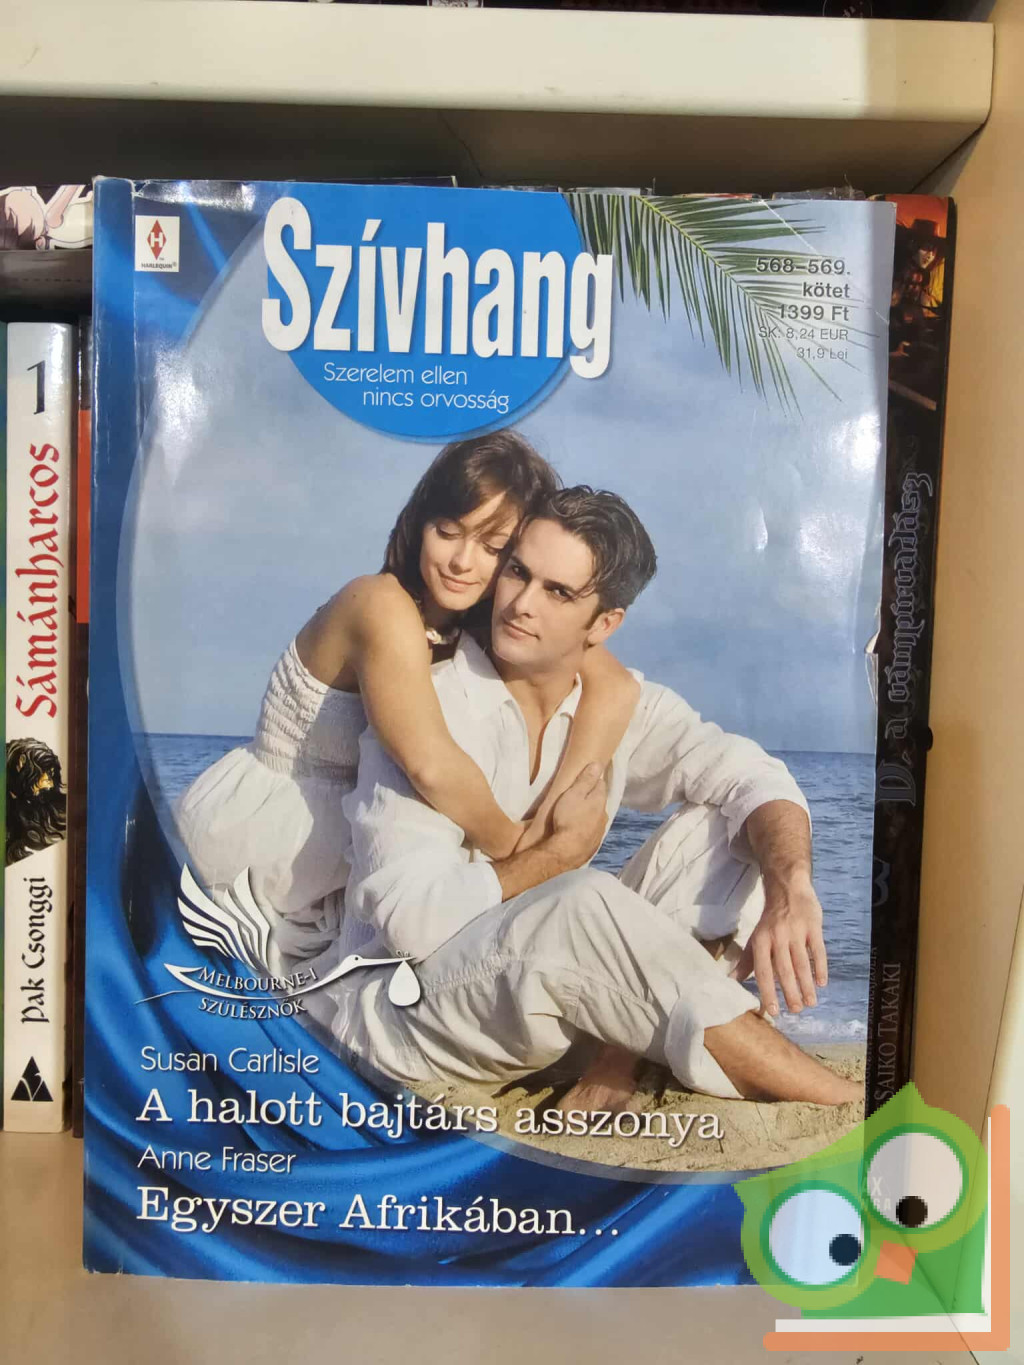 H
HARLEQUIN®
Szívhang
Szerelem ellen
nincs orvosság
568–569.
kötet
1399 Ft
SK: 8,24 EUR
31,9 Lei
MELBOURNE-I
SZÜLÉSZNŐK
Susan Carlisle
A halott bajtárs asszonya
Anne Fraser
Egyszer Afrikában…
1
Sámánharcos
Pak Csonggi
D, a vámpírvadász
3
SAIKO TAKAKI